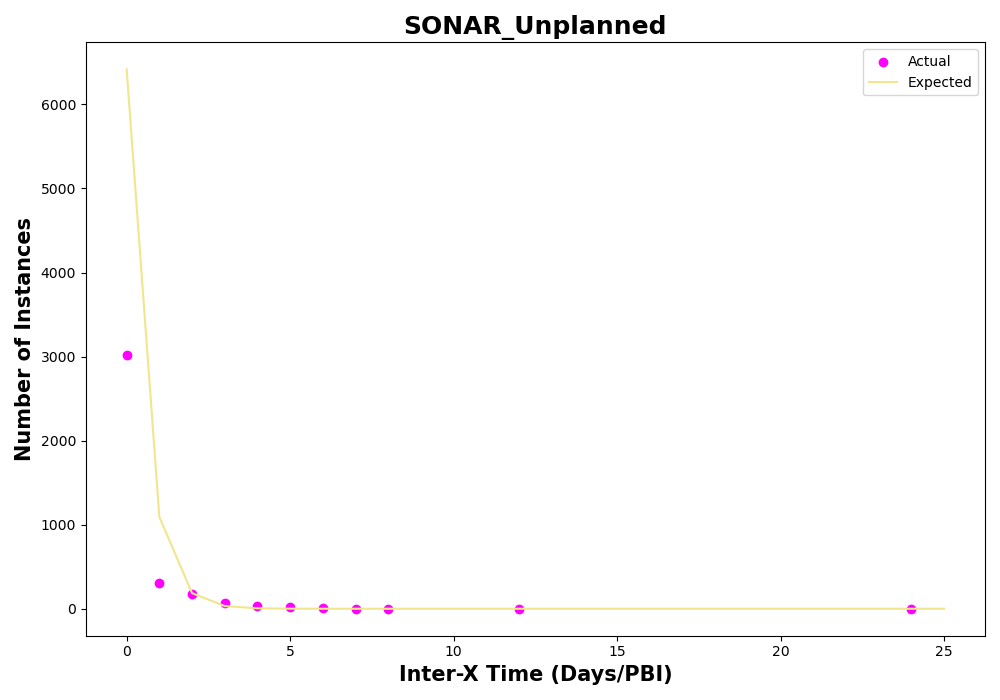 SONAR_Unplanned
Actual
Expected
6000
5000
4000
3000
2000
1000
0
Number of Instances
0 5 10 15 20 25
Inter-X Time (Days/PBI)